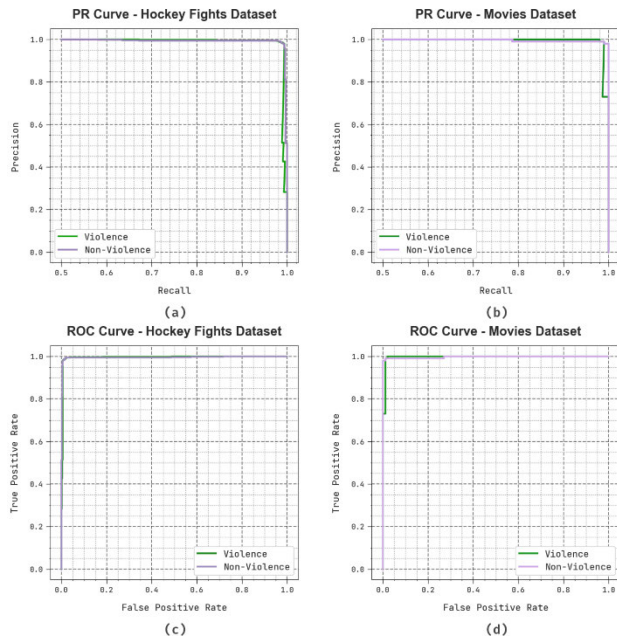 PR Curve - Hockey Fights Dataset
1.0
0.8
0.6
0.4
0.2
0.0
Precision
Violence
Non-Violence
0.5 0.6 0.7 0.8 0.9 1.0
Recall
(a)
PR Curve - Movies Dataset
1.0
0.8
0.6
0.4
0.2
0.0
Precision
Violence
Non-Violence
0.5 0.6 0.7 0.8 0.9 1.0
Recall
(b)
ROC Curve - Hockey Fights Dataset
1.0
0.8
0.6
0.4
0.2
0.0
True Positive Rate
Violence
Non-Violence
0.0 0.2 0.4 0.6 0.8 1.0
False Positive Rate
(c)
ROC Curve - Movies Dataset
1.0
0.8
0.6
0.4
0.2
0.0
True Positive Rate
Violence
Non-Violence
0.0 0.2 0.4 0.6 0.8 1.0
False Positive Rate
(d)